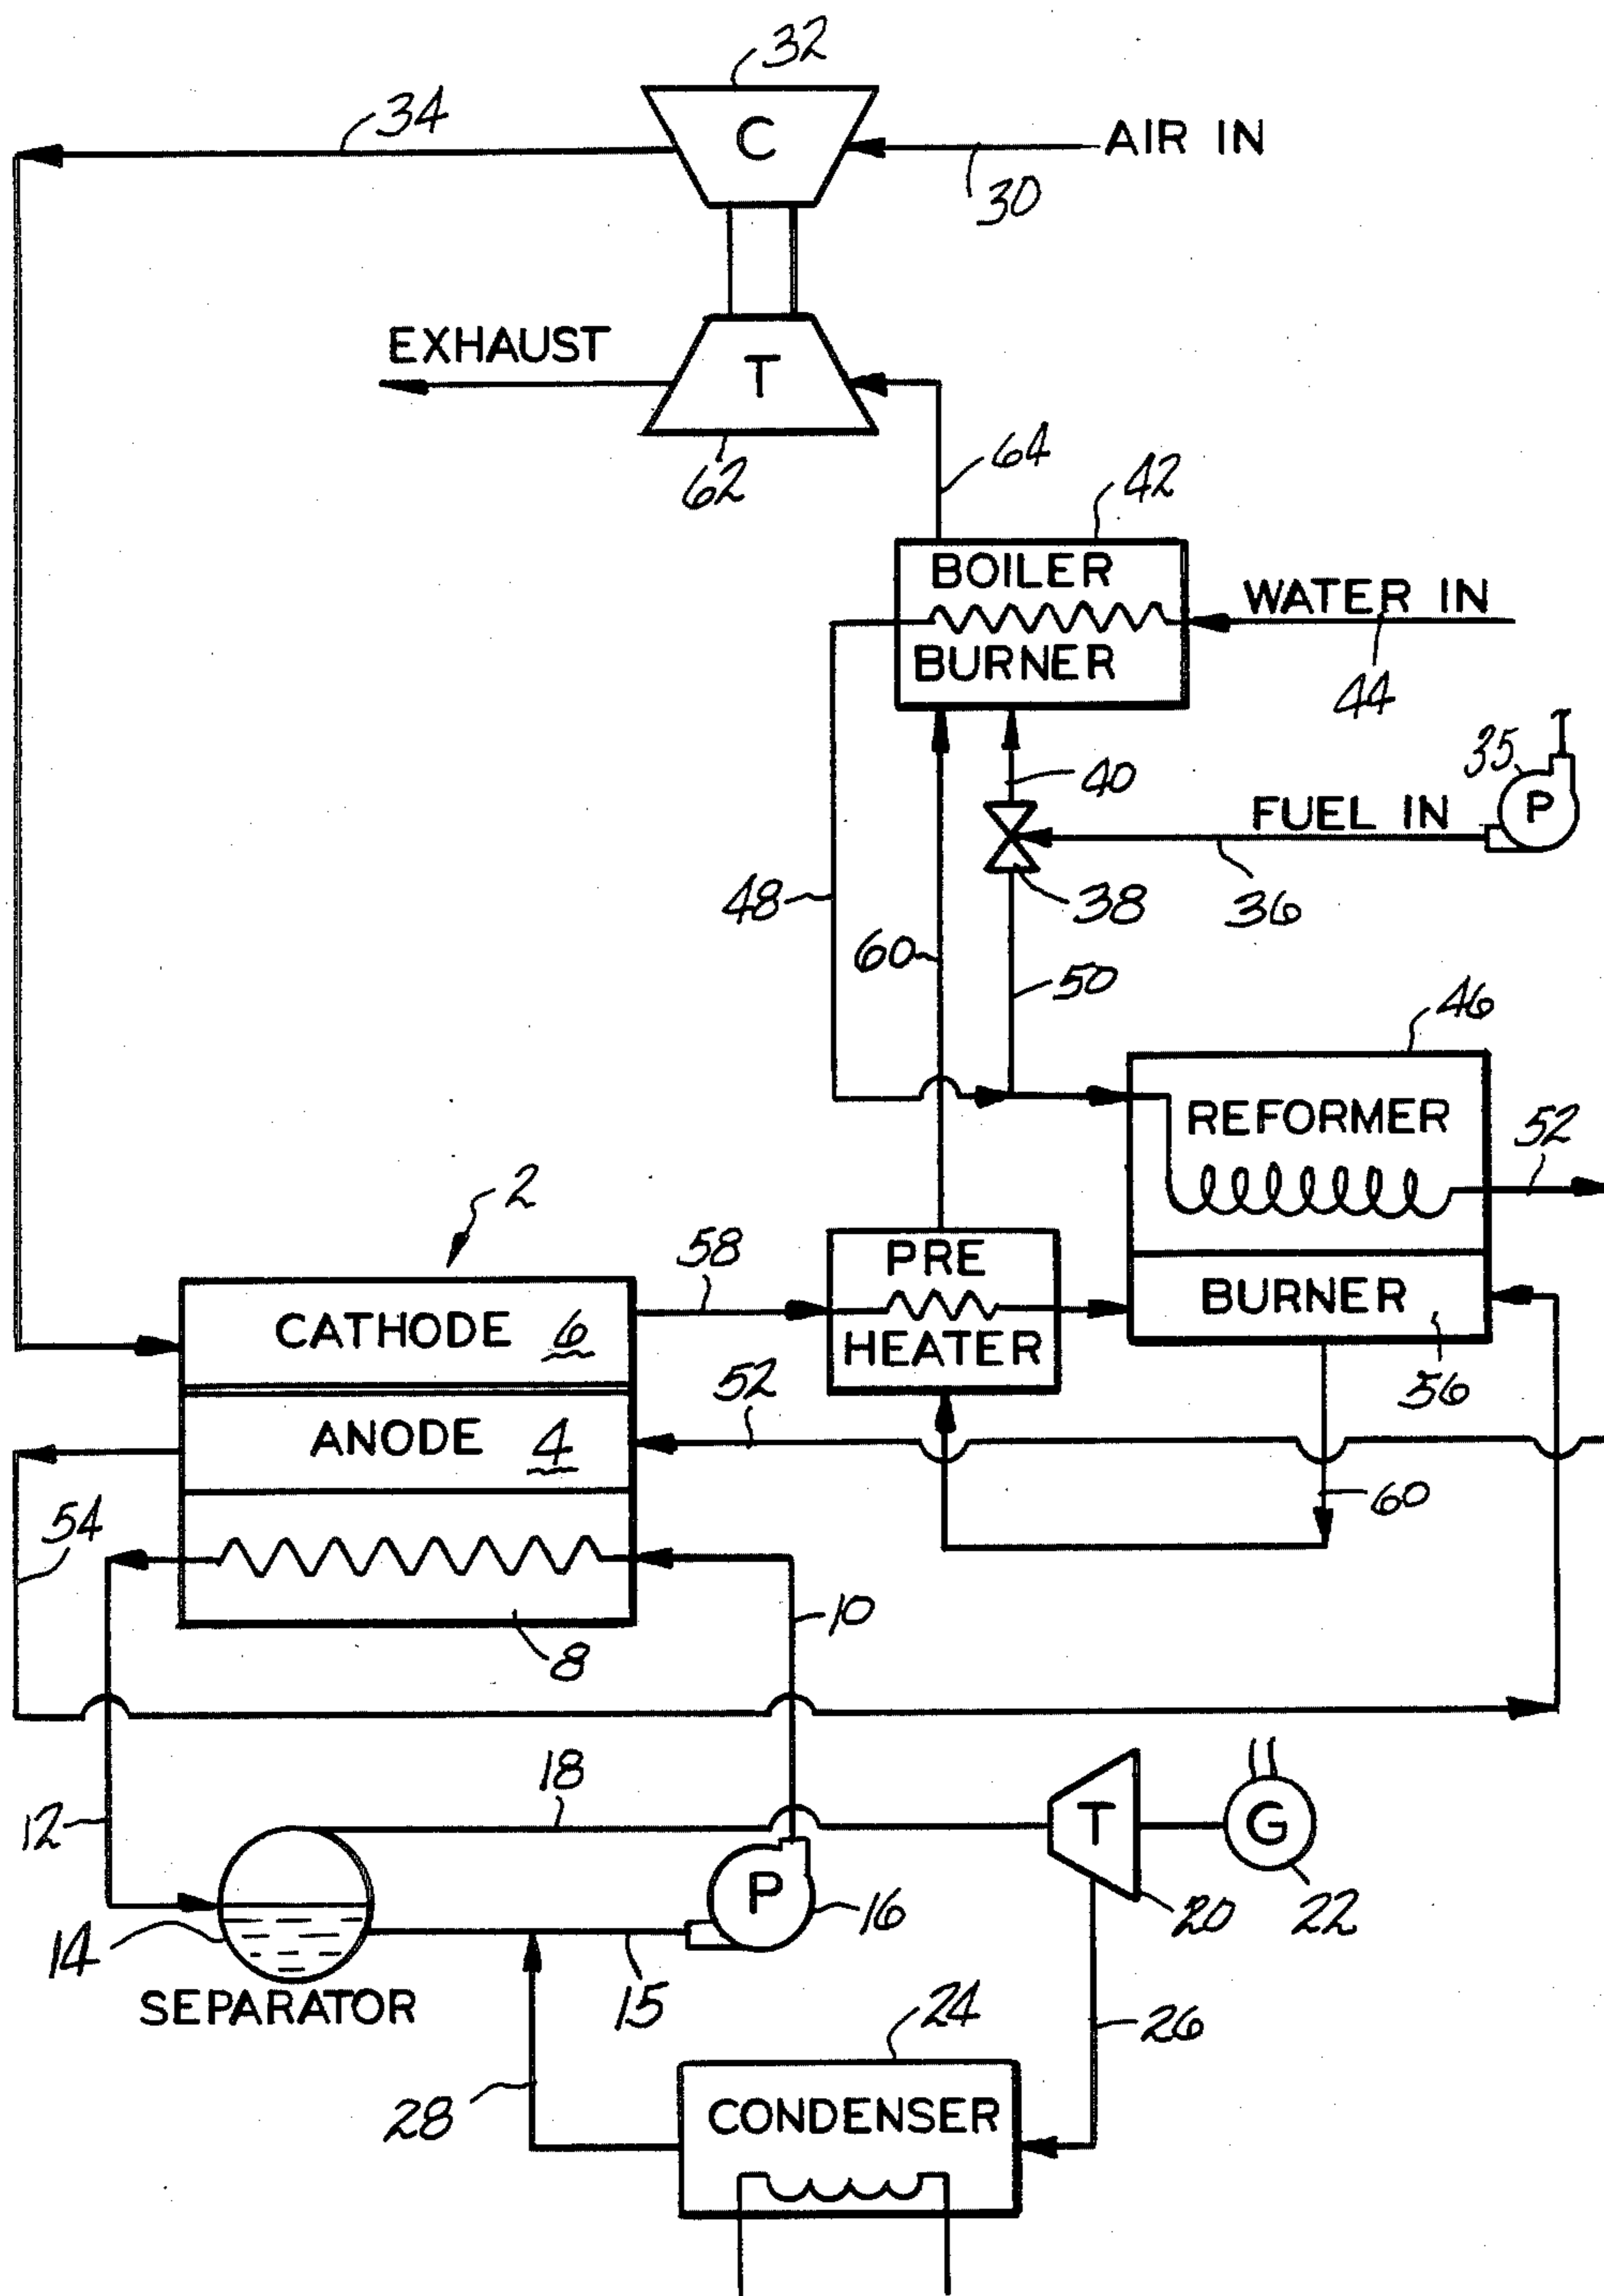 32
34
C
AIR IN
30
EXHAUST
T
62
64
42
BOILER
WATER IN
BURNER
44
35
40
FUEL IN
P
48
38
36
60
50
46
REFORMER
52
2
58
PRE
BURNER
CATHODE 6
HEATER
52
56
ANODE 4
54
60
10
8
18
12
T
G
P
16
20
22
14
SEPARATOR
15
24
26
28
CONDENSER